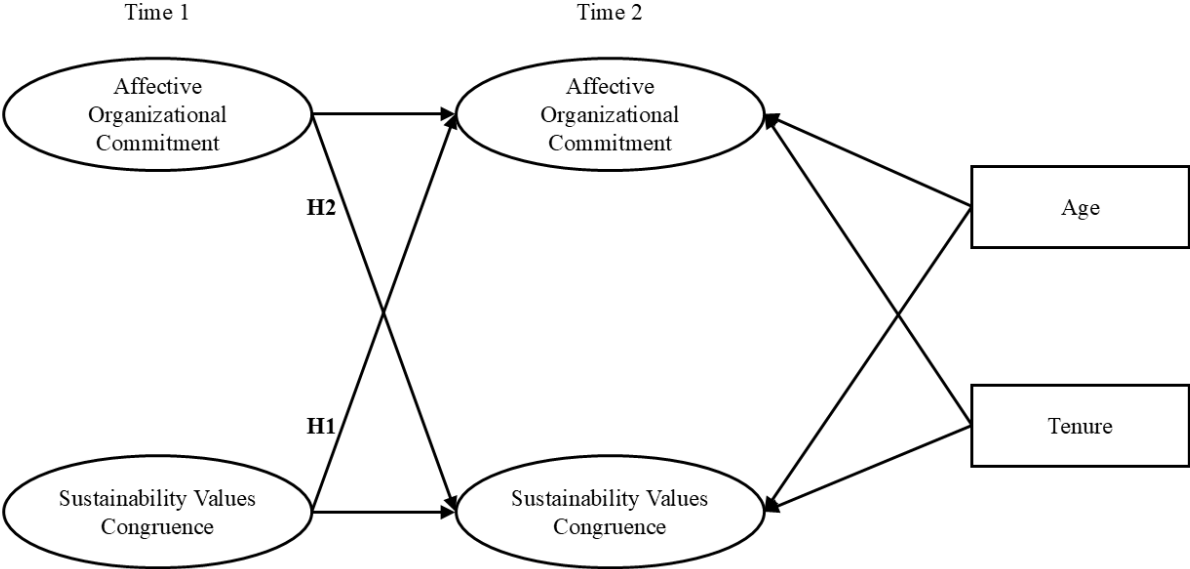 Time 1
Time 2
Affective
Organizational
Commitment
Affective
Organizational
Commitment
Age
H2
H1
Tenure
Sustainability Values
Congruence
Sustainability Values
Congruence